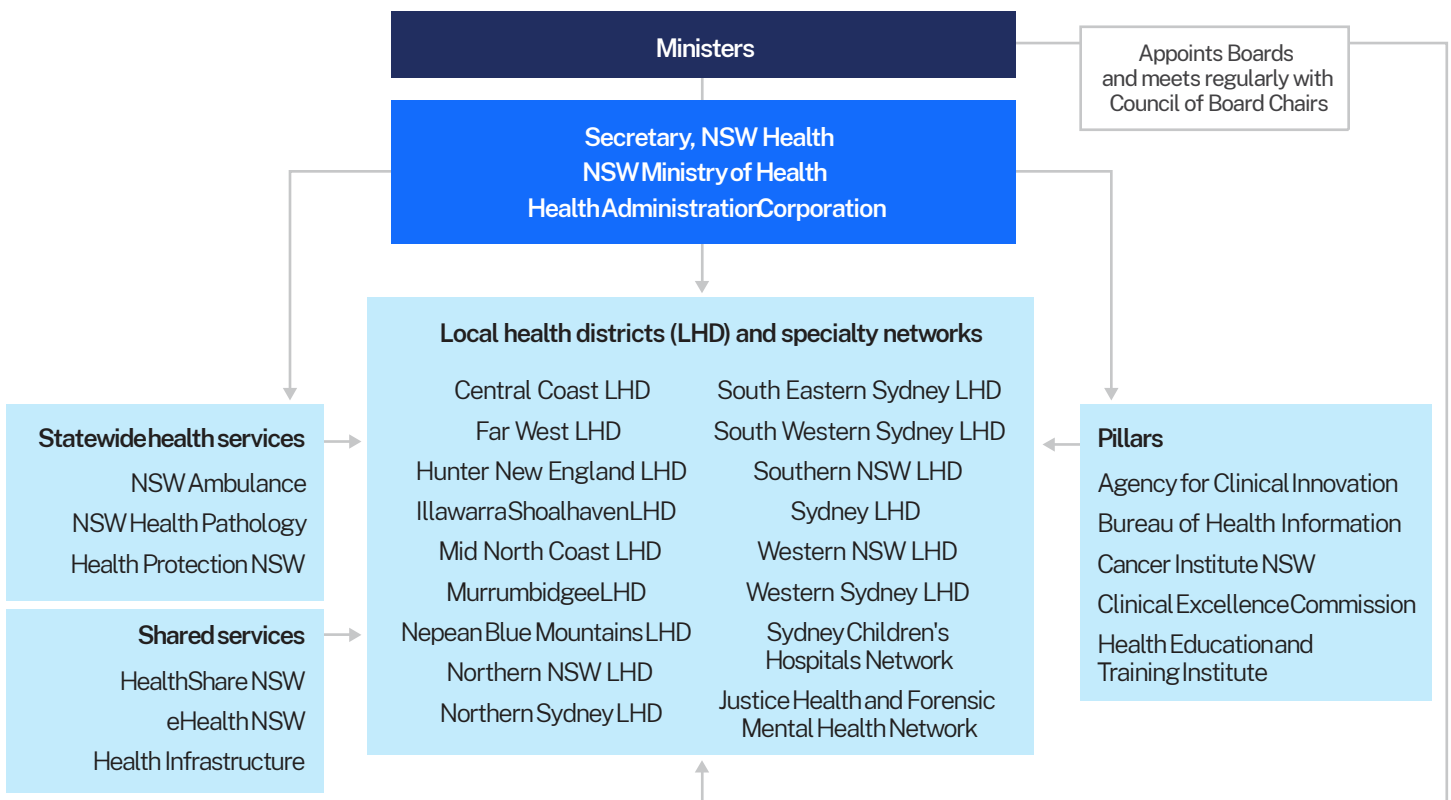 Ministers
Appoints Boards
and meets regularly with
Council of Board Chairs
Secretary, NSW Health
NSW Ministry of Health
Health Administration Corporation
Local health districts (LHD) and specialty networks
Central Coast LHD
Far West LHD
Hunter New England LHD
Illawarra Shoalhaven LHD
Mid North Coast LHD
Murrumbidgee LHD
Nepean Blue Mountains LHD
Northern NSW LHD
Northern Sydney LHD
South Eastern Sydney LHD
South Western Sydney LHD
Southern NSW LHD
Sydney LHD
Western NSW LHD
Western Sydney LHD
Sydney Children's
Hospitals Network
Justice Health and Forensic
Mental Health Network
Statewide health services
NSW Ambulance
NSW Health Pathology
Health Protection NSW
Shared services
HealthShare NSW
eHealth NSW
Health Infrastructure
Pillars
Agency for Clinical Innovation
Bureau of Health Information
Cancer Institute NSW
Clinical Excellence Commission
Health Education and
Training Institute